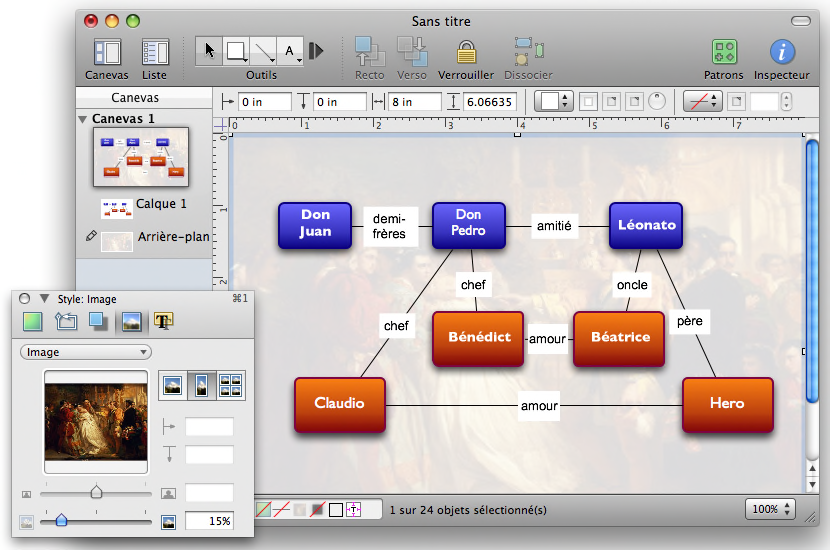 Sans titre
Canevas
Liste
Outils
Recto
Verso
Verrouiller
Dissocier
Patrons
Inspecteur
Canevas
0 in
0 in
8 in
6.06635
Canevas 1
Calque 1
Arrière-plan
0 1 2 3 4 5 6 7
0
1
2
Don
Juan
demi-
frères
Don
Pedro
amitié
Léonato
chef
chef
oncle
père
Bénédict
amour
Béatrice
Claudio
amour
Hero
Style: Image
⌘1
Image
15%
1 sur 24 objets sélectionné(s)
100%